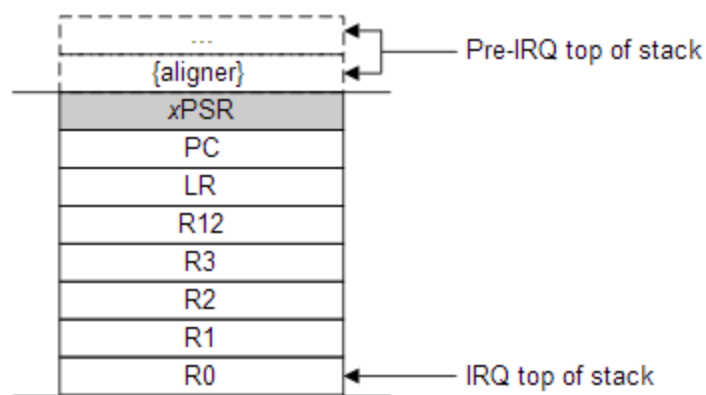 ...
Pre-IRQ top of stack
{aligner}
xPSR
PC
LR
R12
R3
R2
R1
R0
IRQ top of stack